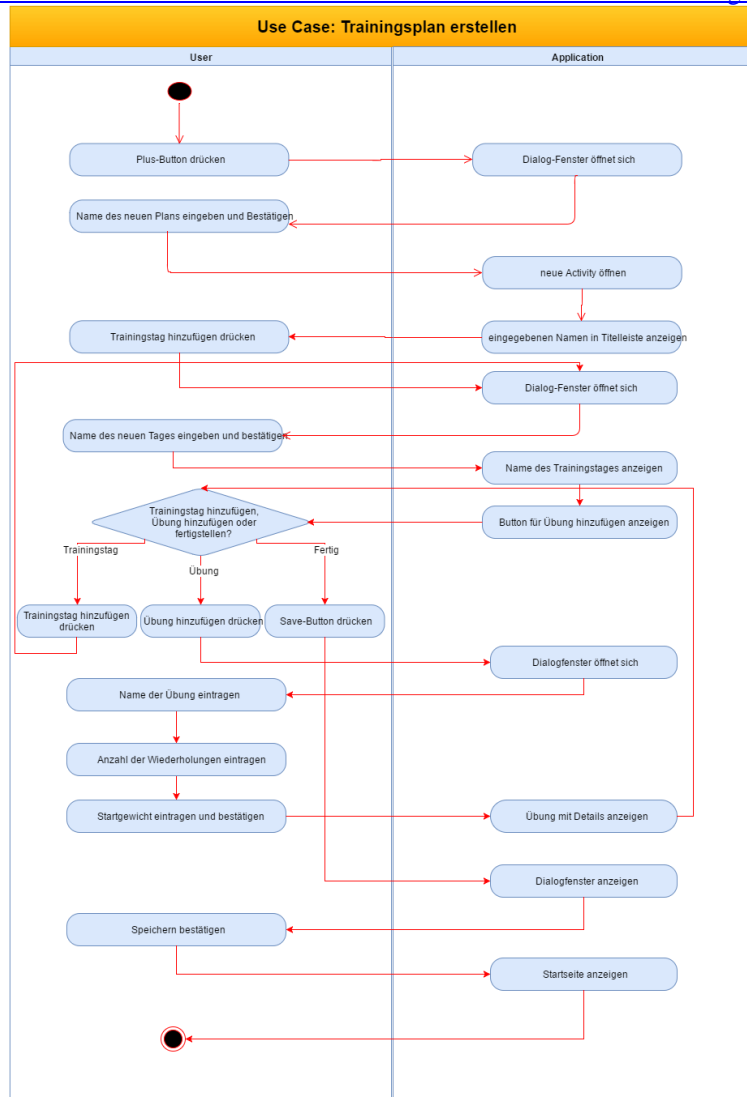 Use Case: Trainingsplan erstellen
User
Application
Plus-Button drücken
Dialog-Fenster öffnet sich
Name des neuen Plans eingeben und Bestätigen
neue Activity öffnen
Trainingstag hinzufügen drücken
eingegebenen Namen in Titelleiste anzeigen
Dialog-Fenster öffnet sich
Name des neuen Tages eingeben und bestätigen
Name des Trainingstages anzeigen
Trainingstag hinzufügen,
Übung hinzufügen oder
fertigstellen?
Button für Übung hinzufügen anzeigen
Trainingstag
Übung
Fertig
Trainingstag hinzufügen
drücken
Übung hinzufügen drücken
Save-Button drücken
Dialogfenster öffnet sich
Name der Übung eintragen
Anzahl der Wiederholungen eintragen
Startgewicht eintragen und bestätigen
Übung mit Details anzeigen
Dialogfenster anzeigen
Speichern bestätigen
Startseite anzeigen